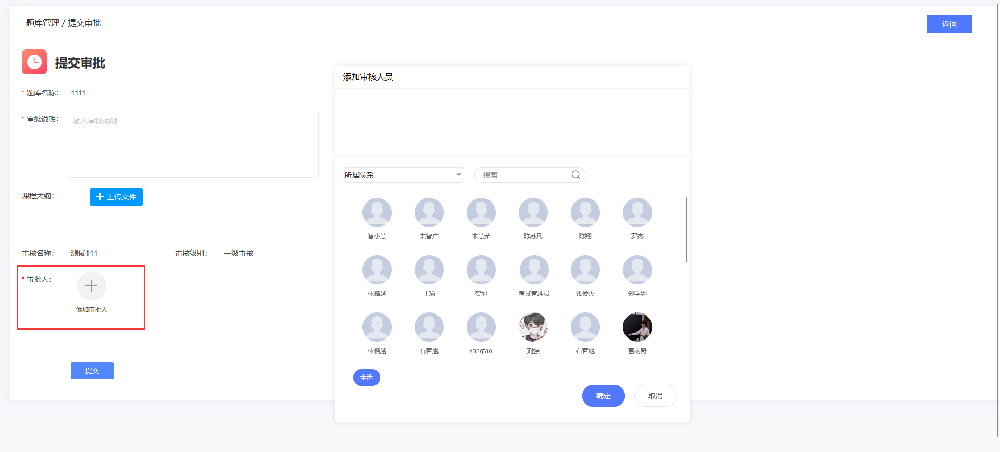 题库管理 / 提交审批
返回
提交审批
* 题库名称: 1111
* 审批说明: 输入审批说明
课程大纲: 上传文件
审核名称: 测试111 审核级别: 一级审核
* 审批人:
添加审批人
提交
添加审核人员
所属院系 搜索
智小慧 宋智广 朱慧茹 陈苏凡 陈翔 罗杰
林楷越 丁瑜 贺博 考试管理员 钱俊杰 郄学娜
林楷越 石哲旭 yangtao 刘强 石哲旭 葛雨奇
全选
确定 取消